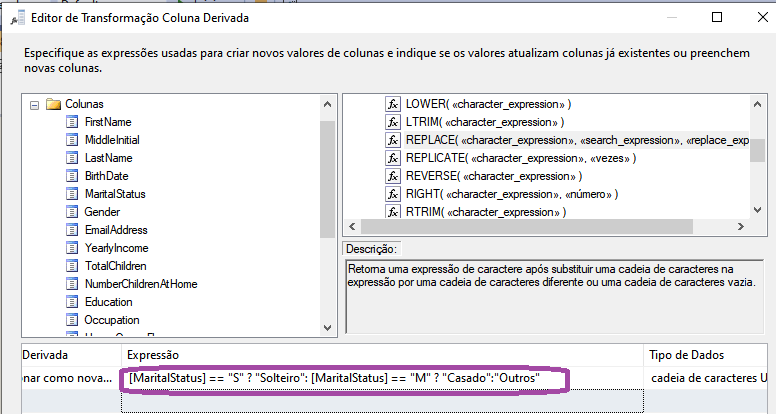 Editor de Transformação Coluna Derivada
Especifique as expressões usadas para criar novos valores de colunas e indique se os valores atualizam colunas já existentes ou preenchem
novas colunas.
Colunas
FirstName
MiddleInitial
LastName
BirthDate
MaritalStatus
Gender
EmailAddress
YearlyIncome
TotalChildren
NumberChildrenAtHome
Education
Occupation
LOWER( «character_expression» )
LTRIM( «character_expression» )
REPLACE( «character_expression», «search_expression», «replace_exp
REPLICATE( «character_expression», «vezes» )
REVERSE( «character_expression» )
RIGHT( «character_expression», «número» )
RTRIM( «character_expression» )
Descrição:
Retorna uma expressão de caractere após substituir uma cadeia de caracteres na
expressão por uma cadeia de caracteres diferente ou uma cadeia de caracteres vazia.
Derivada Expressão Tipo de Dados
onar como nova... [MaritalStatus] == "S" ? "Solteiro": [MaritalStatus] == "M" ? "Casado":"Outros" cadeia de caracteres U